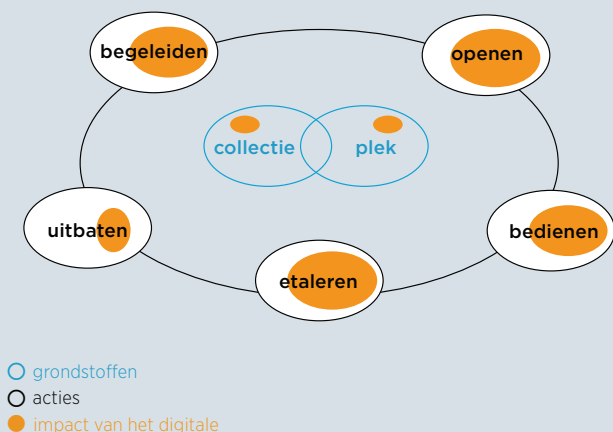 begeleiden
openen
collectie
plek
uitbaten
bedienen
etaleren
grondstoffen
acties
impact van het digitale